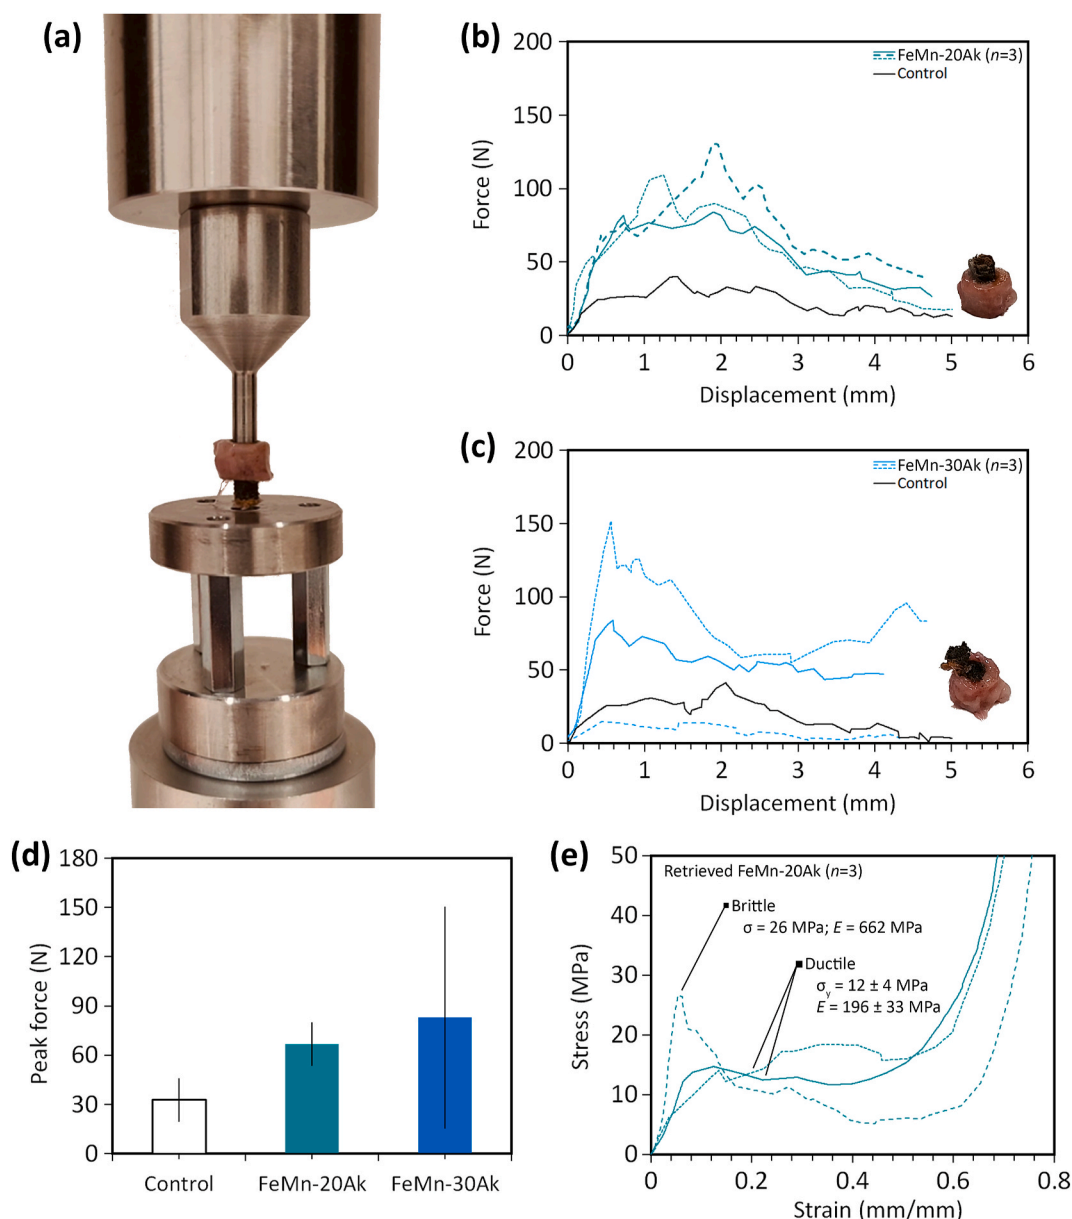 (a)
(b)
200
150
100
50
0
Force (N)
FeMn-20Ak (n=3)
Control
0 1 2 3 4 5 6
Displacement (mm)
(c)
200
150
100
50
0
Force (N)
FeMn-30Ak (n=3)
Control
0 1 2 3 4 5 6
Displacement (mm)
(d)
180
150
120
90
60
30
0
Peak force (N)
Control FeMn-20Ak FeMn-30Ak
(e)
50
40
30
20
10
0
Stress (MPa)
Retrieved FeMn-20Ak (n=3)
Brittle
σ = 26 MPa; E = 662 MPa
Ductile
σy = 12 ± 4 MPa
E = 196 ± 33 MPa
0 0.2 0.4 0.6 0.8
Strain (mm/mm)